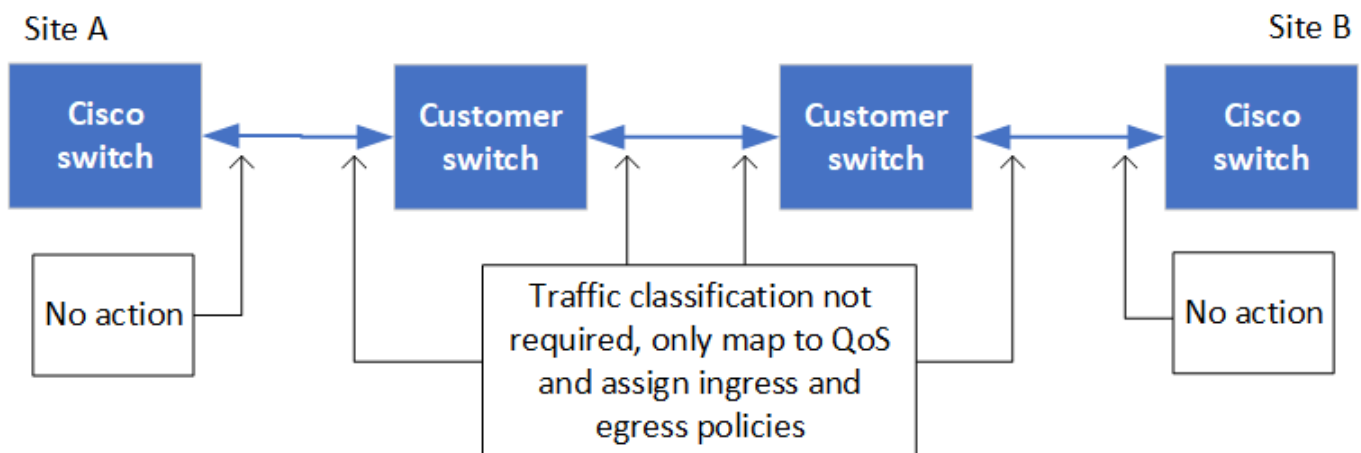 Site A
Site B
Cisco
switch
Customer
switch
Customer
switch
Cisco
switch
No action
Traffic classification not
required, only map to QoS
and assign ingress and
egress policies
No action